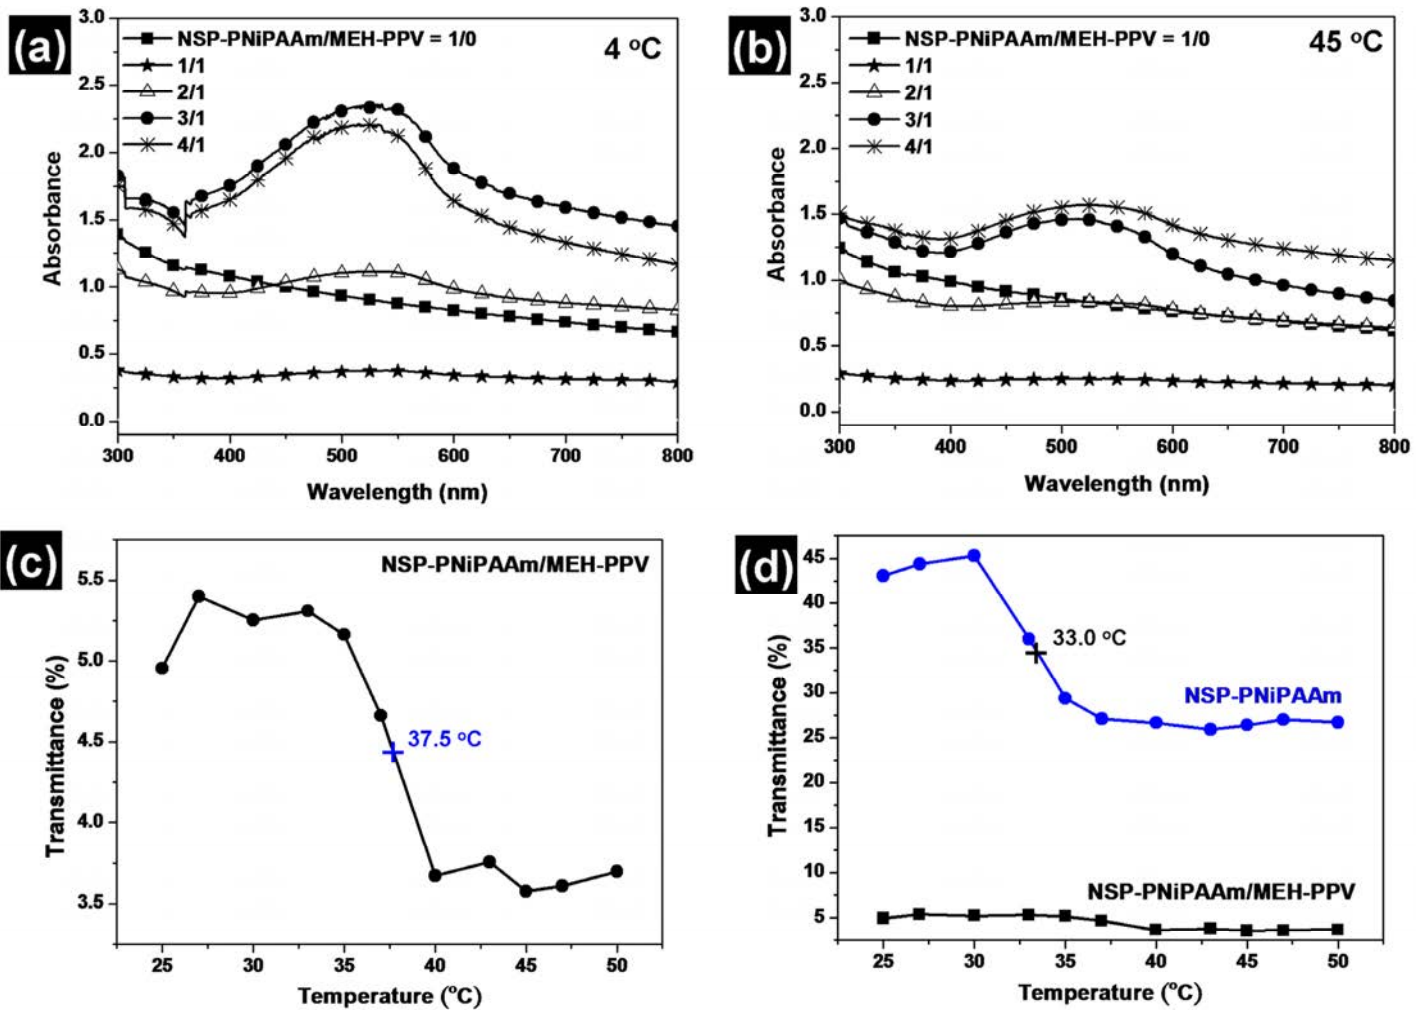 (a)
NSP-PNiPAAm/MEH-PPV = 1/0
4 °C
1/1
2/1
3/1
4/1
3.0
2.5
2.0
1.5
1.0
0.5
0.0
Absorbance
300 400 500 600 700 800
Wavelength (nm)
(b)
NSP-PNiPAAm/MEH-PPV = 1/0
45 °C
1/1
2/1
3/1
4/1
3.0
2.5
2.0
1.5
1.0
0.5
0.0
Absorbance
300 400 500 600 700 800
Wavelength (nm)
(c)
NSP-PNiPAAm/MEH-PPV
5.5
5.0
4.5
4.0
3.5
Transmittance (%)
37.5 °C
25 30 35 40 45 50
Temperature (°C)
(d)
45
40
35
30
25
20
15
10
5
Transmittance (%)
33.0 °C
NSP-PNiPAAm
NSP-PNiPAAm/MEH-PPV
25 30 35 40 45 50
Temperature (°C)